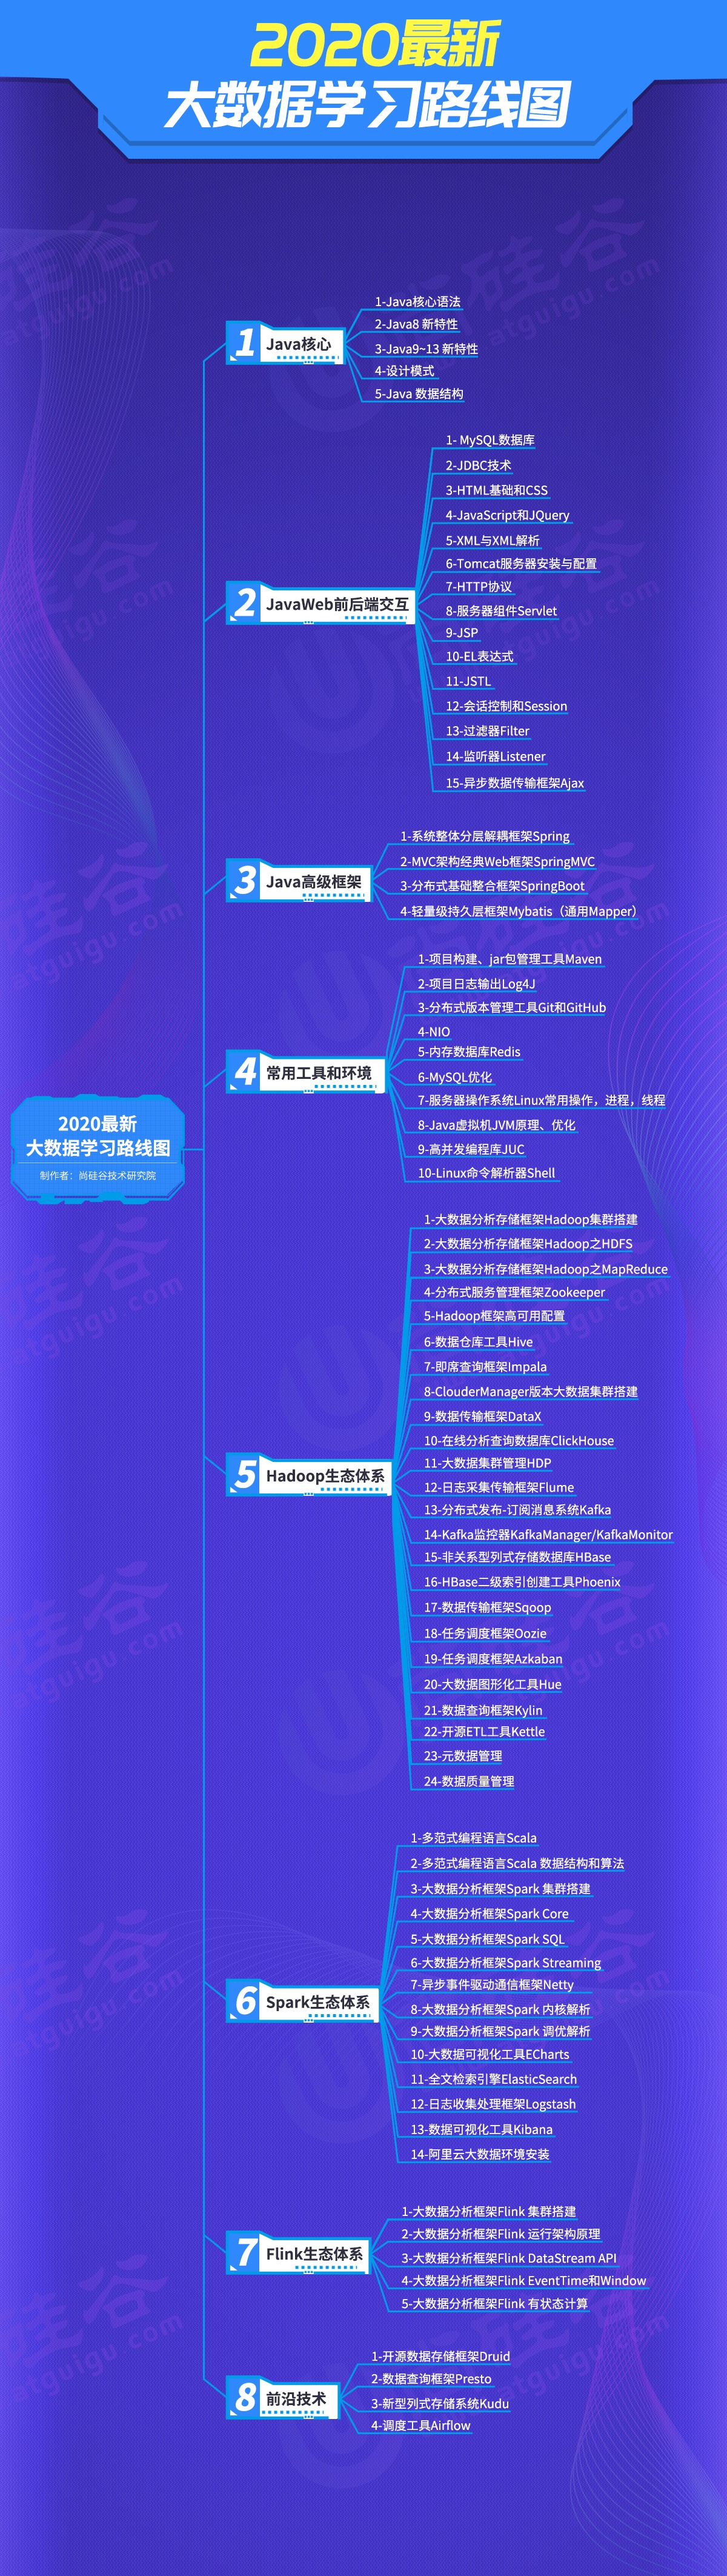 2020最新
大数据学习路线图
2020最新
大数据学习路线图
制作者：尚硅谷技术研究院
1
Java核心
1-Java核心语法
2-Java8 新特性
3-Java9~13 新特性
4-设计模式
5-Java 数据结构
2
JavaWeb前后端交互
1- MySQL数据库
2-JDBC技术
3-HTML基础和CSS
4-JavaScript和JQuery
5-XML与XML解析
6-Tomcat服务器安装与配置
7-HTTP协议
8-服务器组件Servlet
9-JSP
10-EL表达式
11-JSTL
12-会话控制和Session
13-过滤器Filter
14-监听器Listener
15-异步数据传输框架Ajax
3
Java高级框架
1-系统整体分层解耦框架Spring
2-MVC架构经典Web框架SpringMVC
3-分布式基础整合框架SpringBoot
4-轻量级持久层框架Mybatis（通用Mapper）
4
常用工具和环境
1-项目构建、jar包管理工具Maven
2-项目日志输出Log4J
3-分布式版本管理工具Git和GitHub
4-NIO
5-内存数据库Redis
6-MySQL优化
7-服务器操作系统Linux常用操作，进程，线程
8-Java虚拟机JVM原理、优化
9-高并发编程库JUC
10-Linux命令解析器Shell
5
Hadoop生态体系
1-大数据分析存储框架Hadoop集群搭建
2-大数据分析存储框架Hadoop之HDFS
3-大数据分析存储框架Hadoop之MapReduce
4-分布式服务管理框架Zookeeper
5-Hadoop框架高可用配置
6-数据仓库工具Hive
7-即席查询框架Impala
8-ClouderManager版本大数据集群搭建
9-数据传输框架DataX
10-在线分析查询数据库ClickHouse
11-大数据集群管理HDP
12-日志采集传输框架Flume
13-分布式发布-订阅消息系统Kafka
14-Kafka监控器KafkaManager/KafkaMonitor
15-非关系型列式存储数据库HBase
16-HBase二级索引创建工具Phoenix
17-数据传输框架Sqoop
18-任务调度框架Oozie
19-任务调度框架Azkaban
20-大数据图形化工具Hue
21-数据查询框架Kylin
22-开源ETL工具Kettle
23-元数据管理
24-数据质量管理
6
Spark生态体系
1-多范式编程语言Scala
2-多范式编程语言Scala 数据结构和算法
3-大数据分析框架Spark 集群搭建
4-大数据分析框架Spark Core
5-大数据分析框架Spark SQL
6-大数据分析框架Spark Streaming
7-异步事件驱动通信框架Netty
8-大数据分析框架Spark 内核解析
9-大数据分析框架Spark 调优解析
10-大数据可视化工具ECharts
11-全文检索引擎ElasticSearch
12-日志收集处理框架Logstash
13-数据可视化工具Kibana
14-阿里云大数据环境安装
7
Flink生态体系
1-大数据分析框架Flink 集群搭建
2-大数据分析框架Flink 运行架构原理
3-大数据分析框架Flink DataStream API
4-大数据分析框架Flink EventTime和Window
5-大数据分析框架Flink 有状态计算
8
前沿技术
1-开源数据存储框架Druid
2-数据查询框架Presto
3-新型列式存储系统Kudu
4-调度工具Airflow